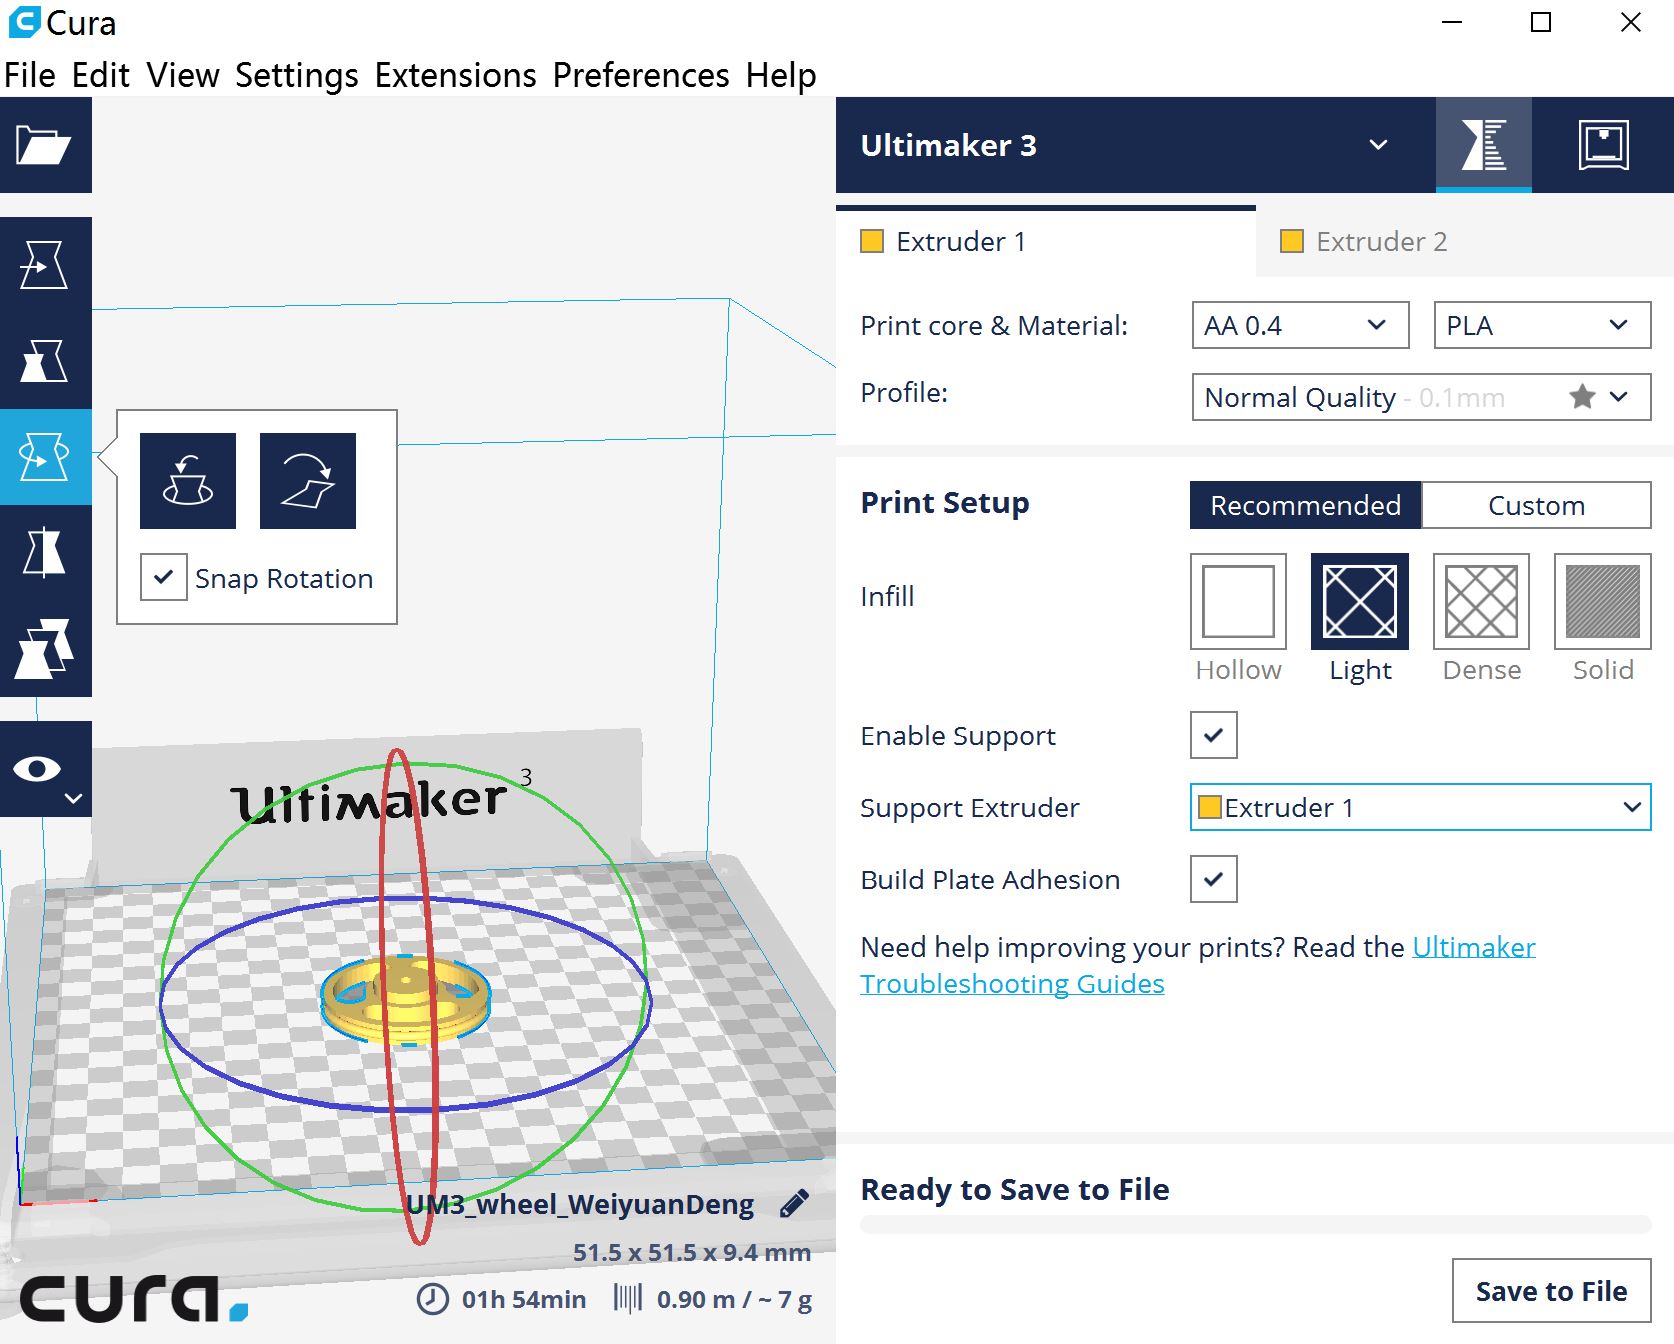 Cura
File Edit View Settings Extensions Preferences Help
Ultimaker 3
Extruder 1
Extruder 2
Print core & Material:
AA 0.4
PLA
Profile:
Normal Quality - 0.1mm
Snap Rotation
Print Setup
Recommended
Custom
Infill
Hollow
Light
Dense
Solid
Enable Support
Support Extruder
Extruder 1
Build Plate Adhesion
Need help improving your prints? Read the Ultimaker
Troubleshooting Guides
Ultimaker 3
UM3_wheel_WeiyuanDeng
51.5 x 51.5 x 9.4 mm
01h 54min
0.90 m / ~ 7 g
cura.
Ready to Save to File
Save to File